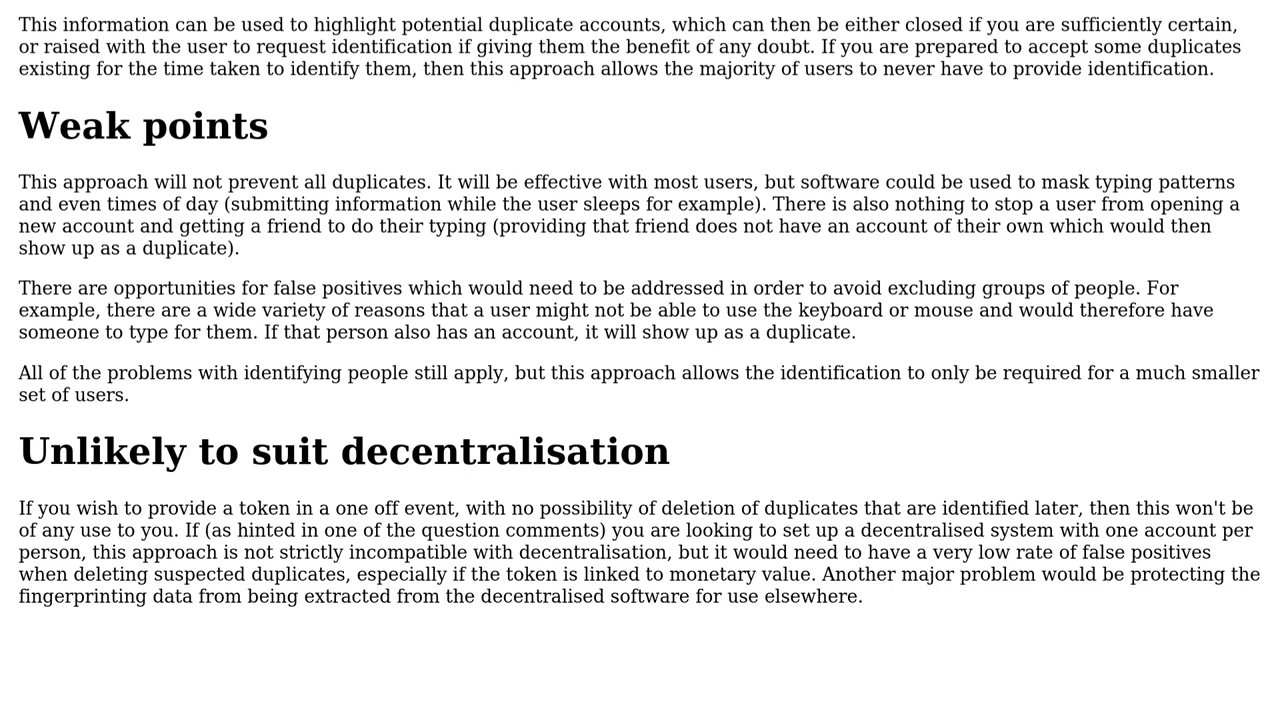 This information can be used to highlight potential duplicate accounts, which can then be either closed if you are sufficiently certain,
or raised with the user to request identification if giving them the benefit of any doubt. If you are prepared to accept some duplicates
existing for the time taken to identify them, then this approach allows the majority of users to never have to provide identification.
Weak points
This approach will not prevent all duplicates. It will be effective with most users, but software could be used to mask typing patterns
and even times of day (submitting information while the user sleeps for example). There is also nothing to stop a user from opening a
new account and getting a friend to do their typing (providing that friend does not have an account of their own which would then
show up as a duplicate).
There are opportunities for false positives which would need to be addressed in order to avoid excluding groups of people. For
example, there are a wide variety of reasons that a user might not be able to use the keyboard or mouse and would therefore have
someone to type for them. If that person also has an account, it will show up as a duplicate.
All of the problems with identifying people still apply, but this approach allows the identification to only be required for a much smaller
set of users.
Unlikely to suit decentralisation
If you wish to provide a token in a one off event, with no possibility of deletion of duplicates that are identified later, then this won't be
of any use to you. If (as hinted in one of the question comments) you are looking to set up a decentralised system with one account per
person, this approach is not strictly incompatible with decentralisation, but it would need to have a very low rate of false positives
when deleting suspected duplicates, especially if the token is linked to monetary value. Another major problem would be protecting the
fingerprinting data from being extracted from the decentralised software for use elsewhere.